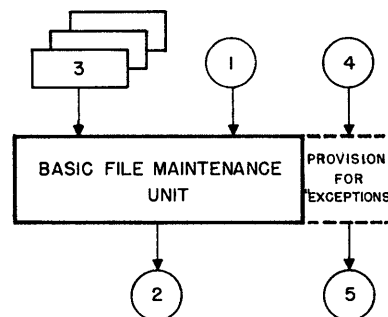 3
1
4
BASIC FILE MAINTENANCE
UNIT
PROVISION
FOR
"EXCEPTIONS
2
5